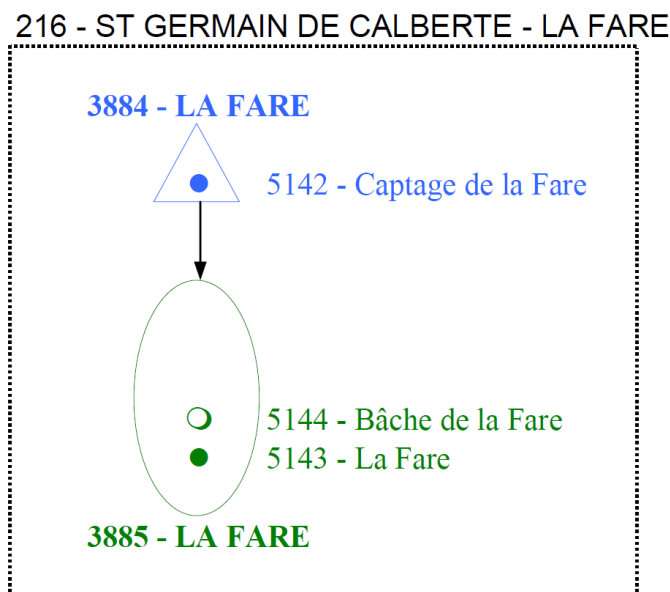 216 - ST GERMAIN DE CALBERTE - LA FARE
3884 - LA FARE
5142 - Captage de la Fare
5144 - Bâche de la Fare
5143 - La Fare
3885 - LA FARE